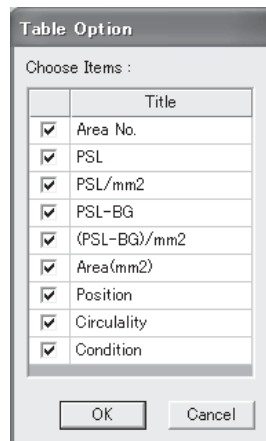 Table Option
Choose Items :
Title
Area No.
PSL
PSL/mm2
PSL-BG
(PSL-BG)/mm2
Area(mm2)
Position
Circulality
Condition
OK Cancel